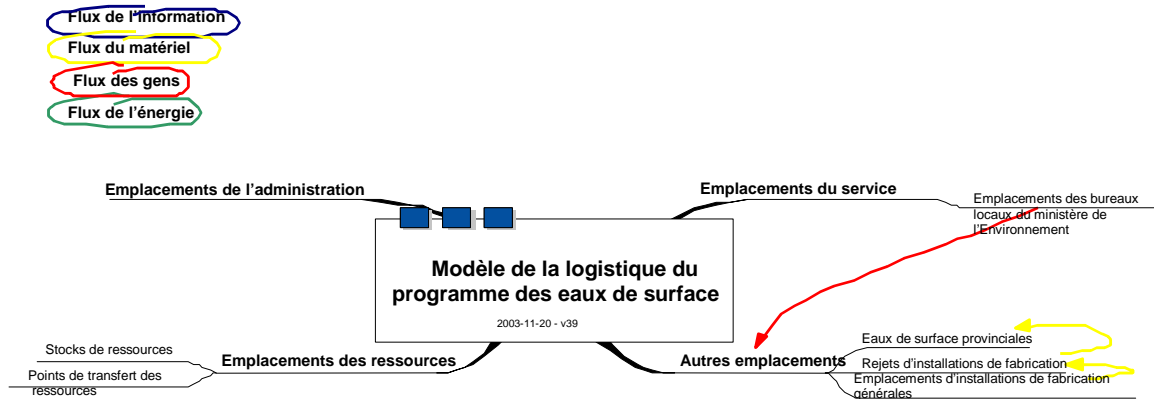 Flux de l'information
Flux du matériel
Flux des gens
Flux de l'énergie
Emplacements de l'administration
Emplacements du service
Emplacements des bureaux
locaux du ministère de
l'Environnement
Modèle de la logistique du
programme des eaux de surface
2003-11-20 - v39
Stocks de ressources
Points de transfert des
ressources
Emplacements des ressources
Autres emplacements
Eaux de surface provinciales
Rejets d'installations de fabrication
Emplacements d'installations de fabrication
générales